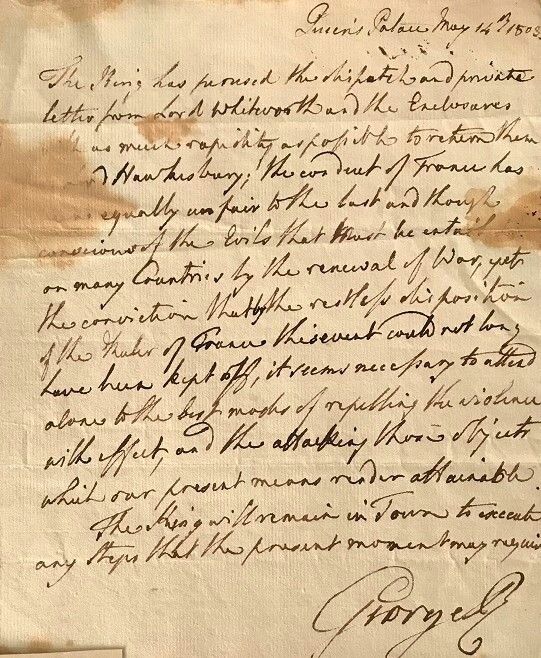 Queen's Palace May 14th. 1803.
The King has perused the dispatch and private
letter from Lord Whitworth and the Enclosures
with as much rapidity as possible to return them
Lord Hawkesbury; the conduct of France has
equally unfair to the last and though
conscious of the Evils that must be entail
on many Countries by the renewal of War, yet
the conviction that by the restless disposition
of the Ruler of France this event could not long
have been kept off, it seems necessary to attend
alone to the best modes of repelling the violence
with effect, and the attacking those objects
which our present means render attainable.
The King will remain in Town to execute
any Steps that the present moment may require
George R